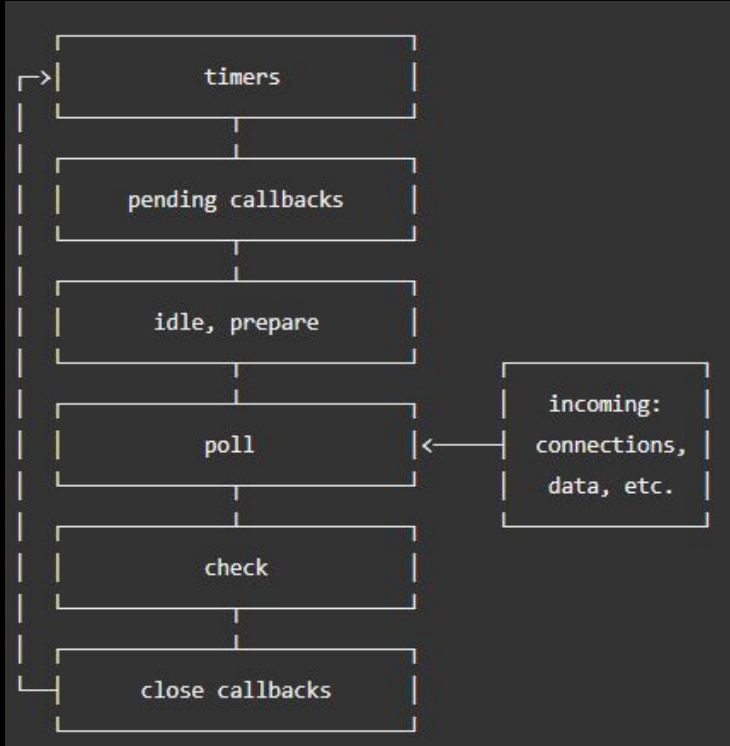 timers
pending callbacks
idle, prepare
poll
incoming:
connections,
data, etc.
check
close callbacks